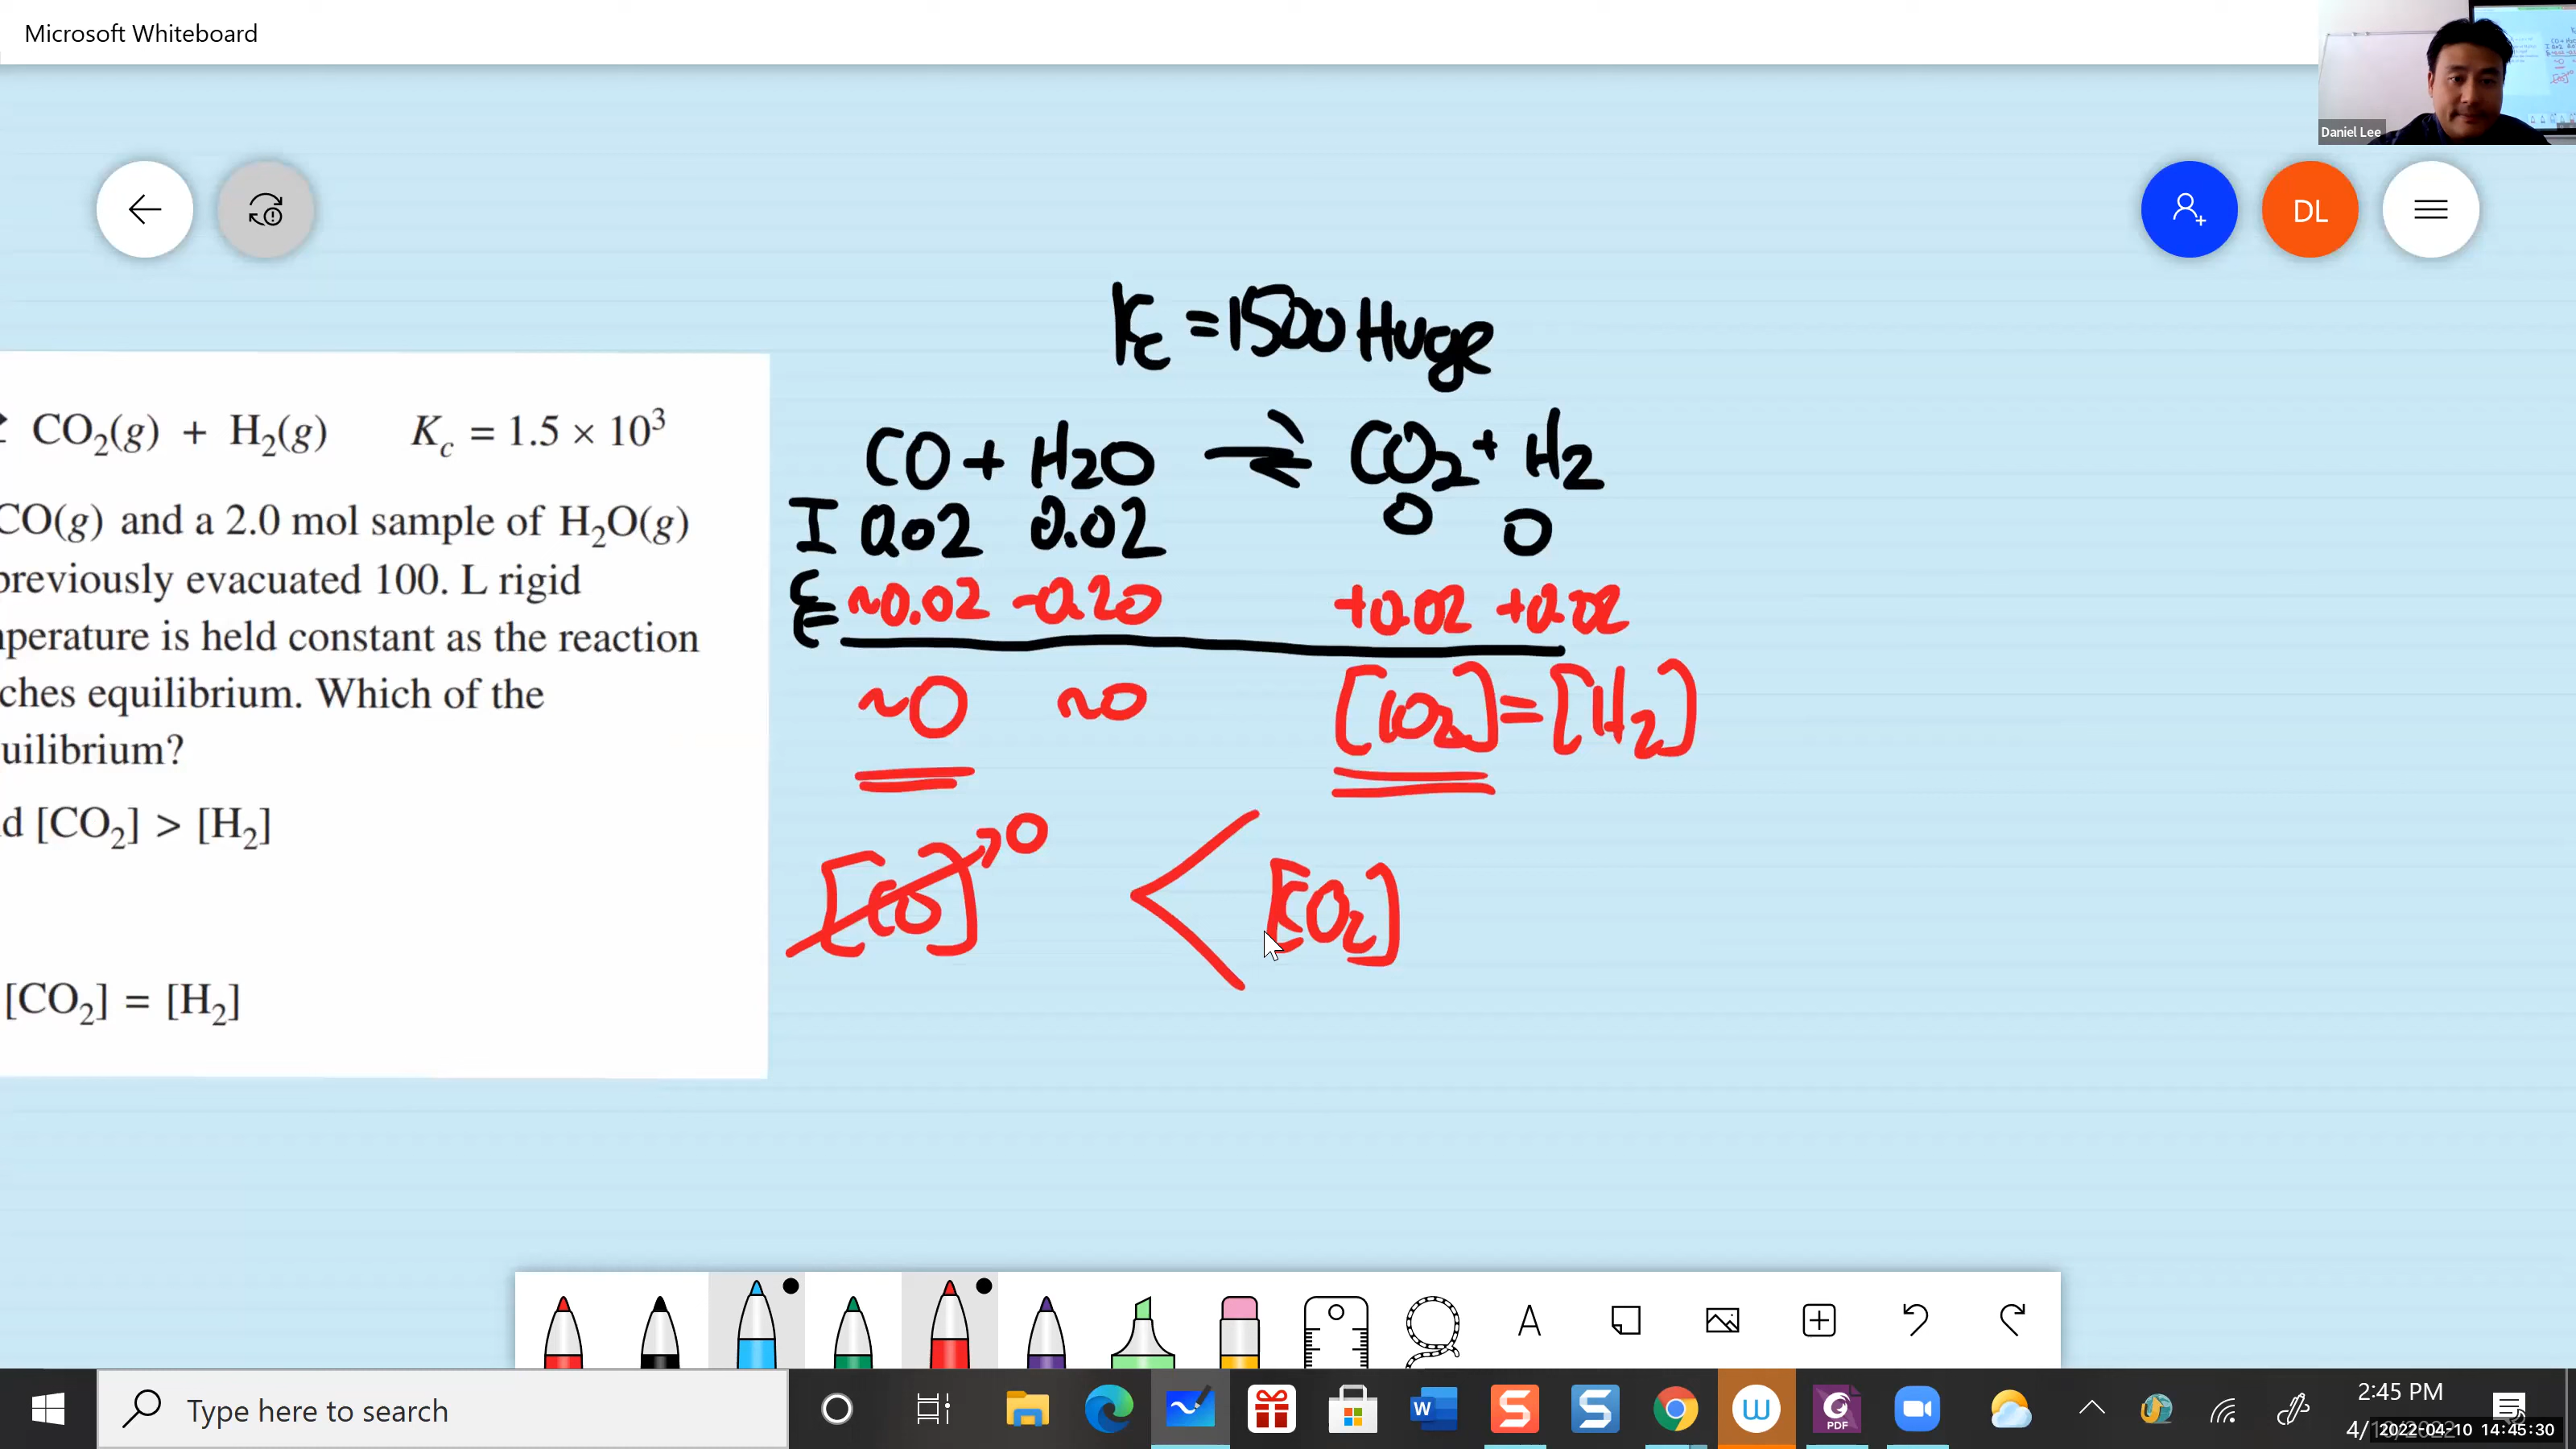 Microsoft Whiteboard
Daniel Lee
DL
Kc = 1500 Huge
CO₂(g) + H₂(g) Kc = 1.5 × 10³
CO + H2O ⇌ CO2 + H2
CO(g) and a 2.0 mol sample of H₂O(g)
I 0.02 0.02 0 0
previously evacuated 100. L rigid
E ~0.02 -0.20 +0.02 +0.02
nperature is held constant as the reaction
ches equilibrium. Which of the
~0 ~0 [CO2] = [H2]
uilibrium?
d [CO₂] > [H₂]
[CO] → 0 < [CO2]
[CO₂] = [H₂]
A
Type here to search
W
S
S
W
PDF
2:45 PM
2022-04-10 14:45:30